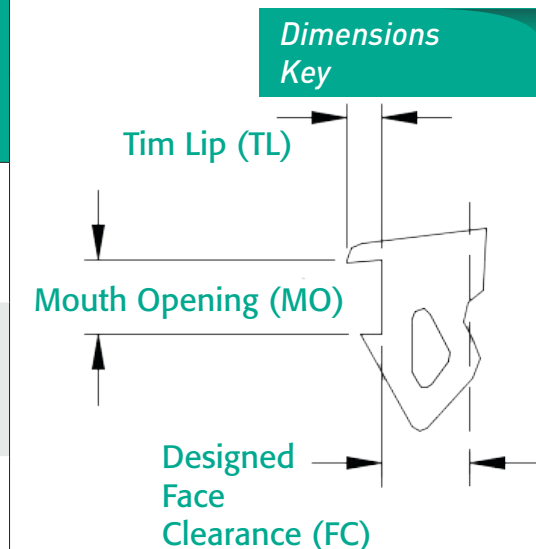 Dimensions
Key
Tim Lip (TL)
Mouth Opening (MO)
Designed
Face
Clearance (FC)